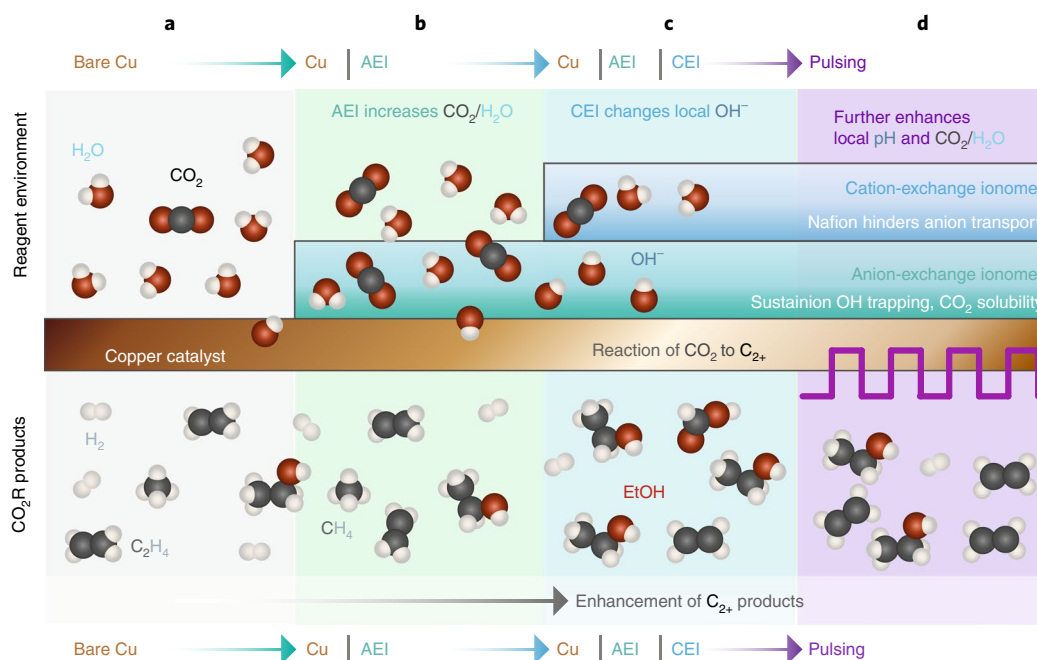 a
b
c
d
Bare Cu
Cu | AEI
Cu | AEI | CEI
Pulsing
Reagent environment
AEI increases CO₂/H₂O
CEI changes local OH⁻
Further enhances
local pH and CO₂/H₂O
H₂O
CO₂
Cation-exchange ionome
Nafion hinders anion transport
OH⁻
Anion-exchange ionome
Sustainion OH trapping, CO₂ solubility
Copper catalyst
Reaction of CO₂ to C₂₊
CO₂R products
H₂
EtOH
CH₄
C₂H₄
Enhancement of C₂₊ products
Bare Cu
Cu | AEI
Cu | AEI | CEI
Pulsing